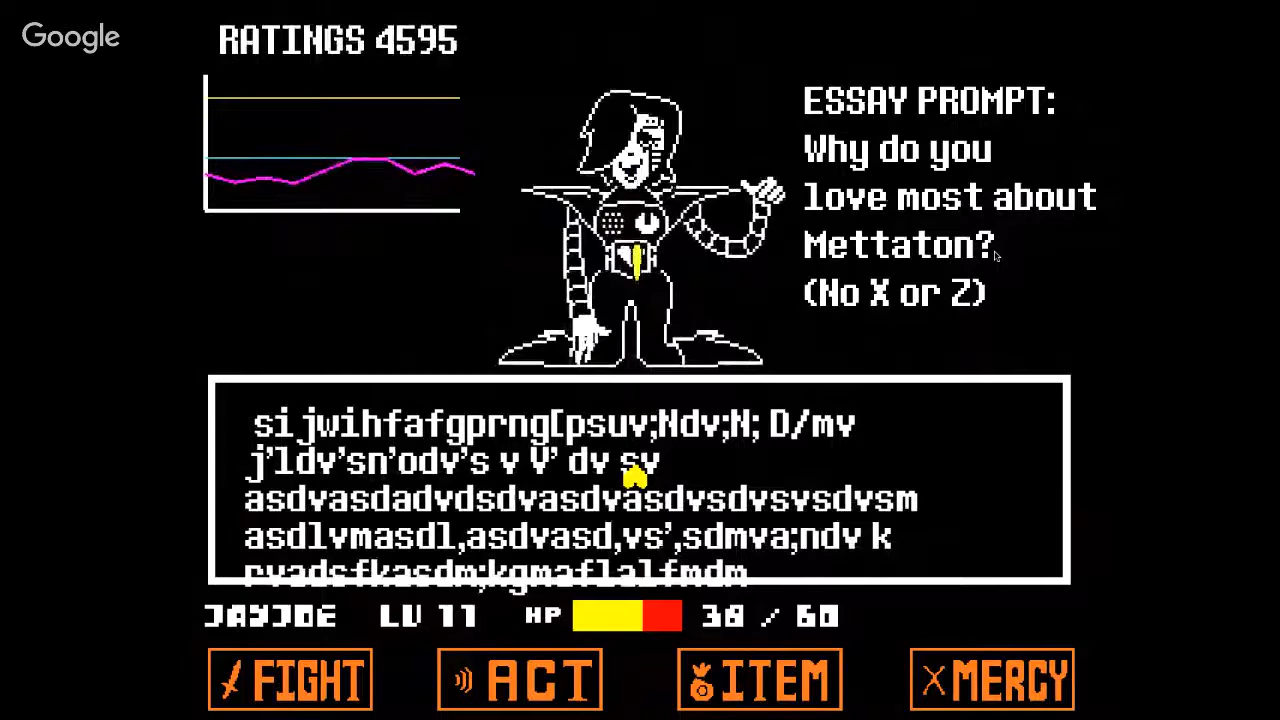 Google
RATINGS 4595
ESSAY PROMPT:
Why do you
love most about
Mettaton?
(No X or Z)
sijwihfafgprng[psuv;Ndv;N; D/mv
j'ldv'sn'odv's v V' dv sv
asdvasdadvdsdvasdvasdvsdvsvsdvsm
asdlvmasdl,asdvasd,vs',sdmva;ndv k
rvadsfkasdm;kgmaflalfmdm
JAYJOE LV 11 HP 38 / 60
FIGHT ACT ITEM MERCY